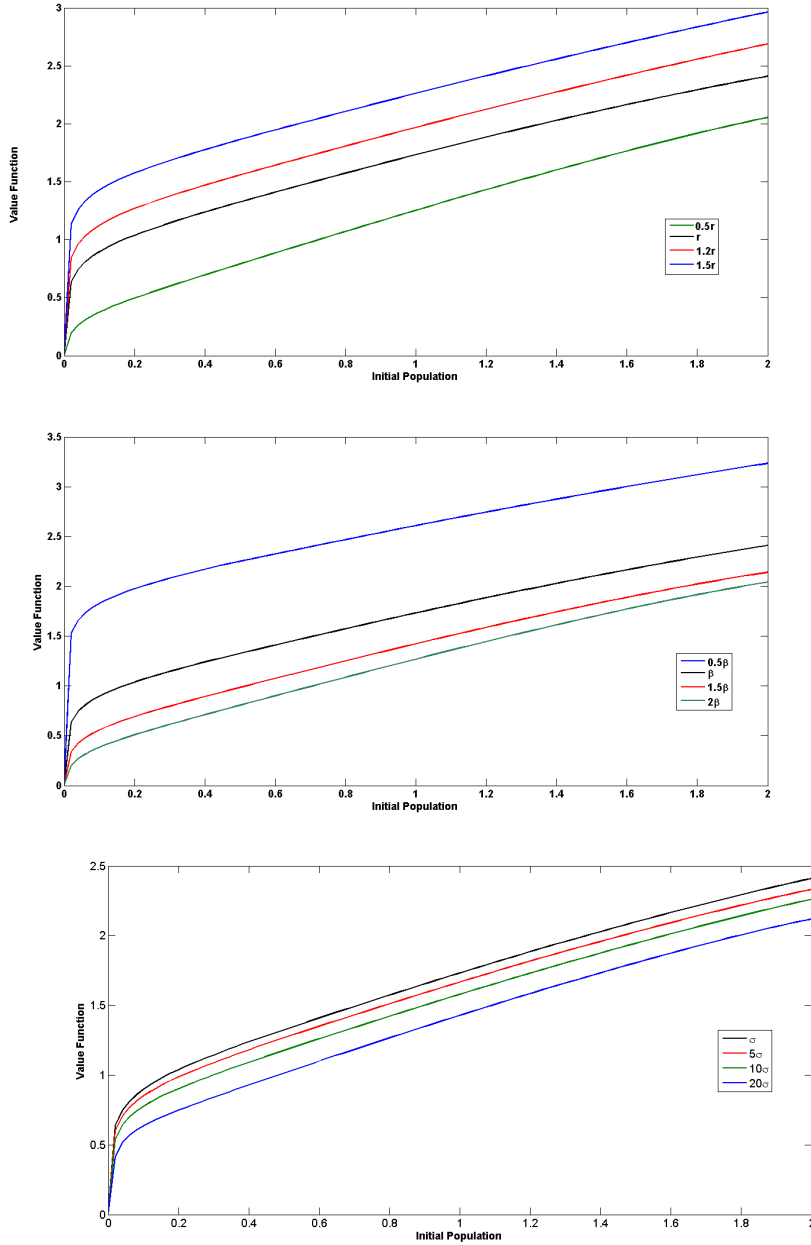 3
2.5
2
1.5
1
0.5
0
Value Function
0 0.2 0.4 0.6 0.8 1 1.2 1.4 1.6 1.8 2
Initial Population
0.5r
r
1.2r
1.5r
3.5
3
2.5
2
1.5
1
0.5
0
Value Function
0 0.2 0.4 0.6 0.8 1 1.2 1.4 1.6 1.8 2
Initial Population
0.5β
β
1.5β
2β
2.5
2
1.5
1
0.5
0
Value Function
0 0.2 0.4 0.6 0.8 1 1.2 1.4 1.6 1.8 2
Initial Population
σ
5σ
10σ
20σ